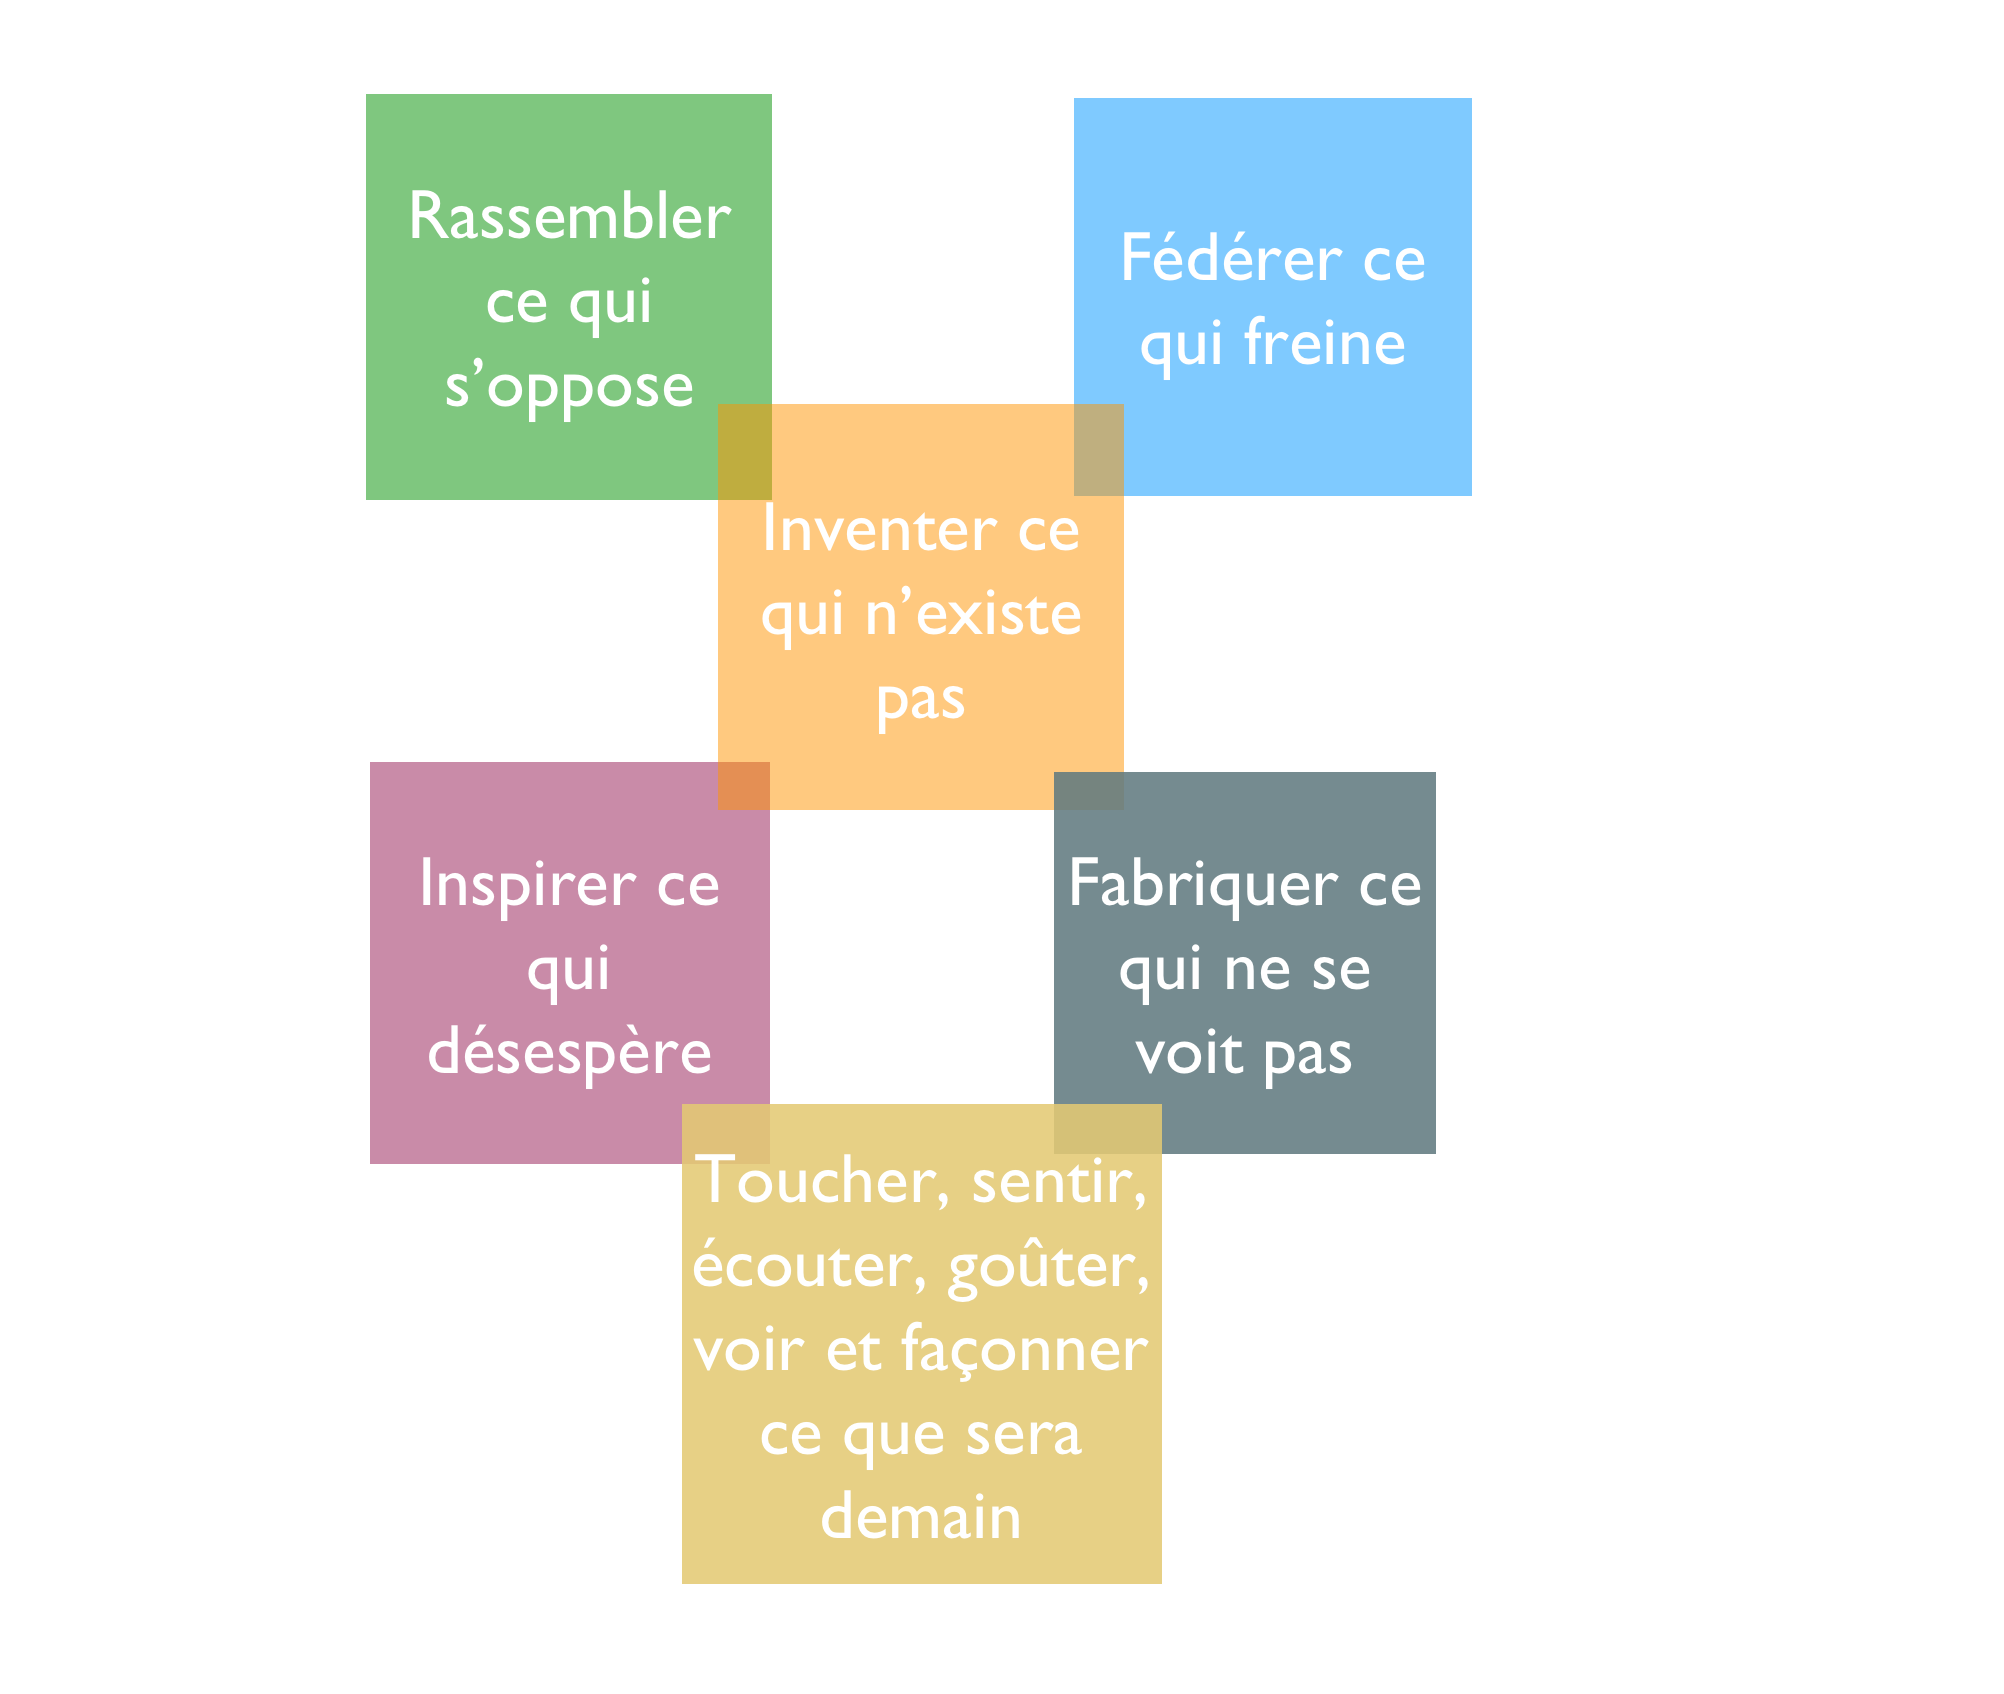 Rassembler
ce qui
s’oppose
Fédérer ce
qui freine
Inventer ce
qui n’existe
pas
Inspirer ce
qui
désespère
Fabriquer ce
qui ne se
voit pas
Toucher, sentir,
écouter, goûter,
voir et façonner
ce que sera
demain